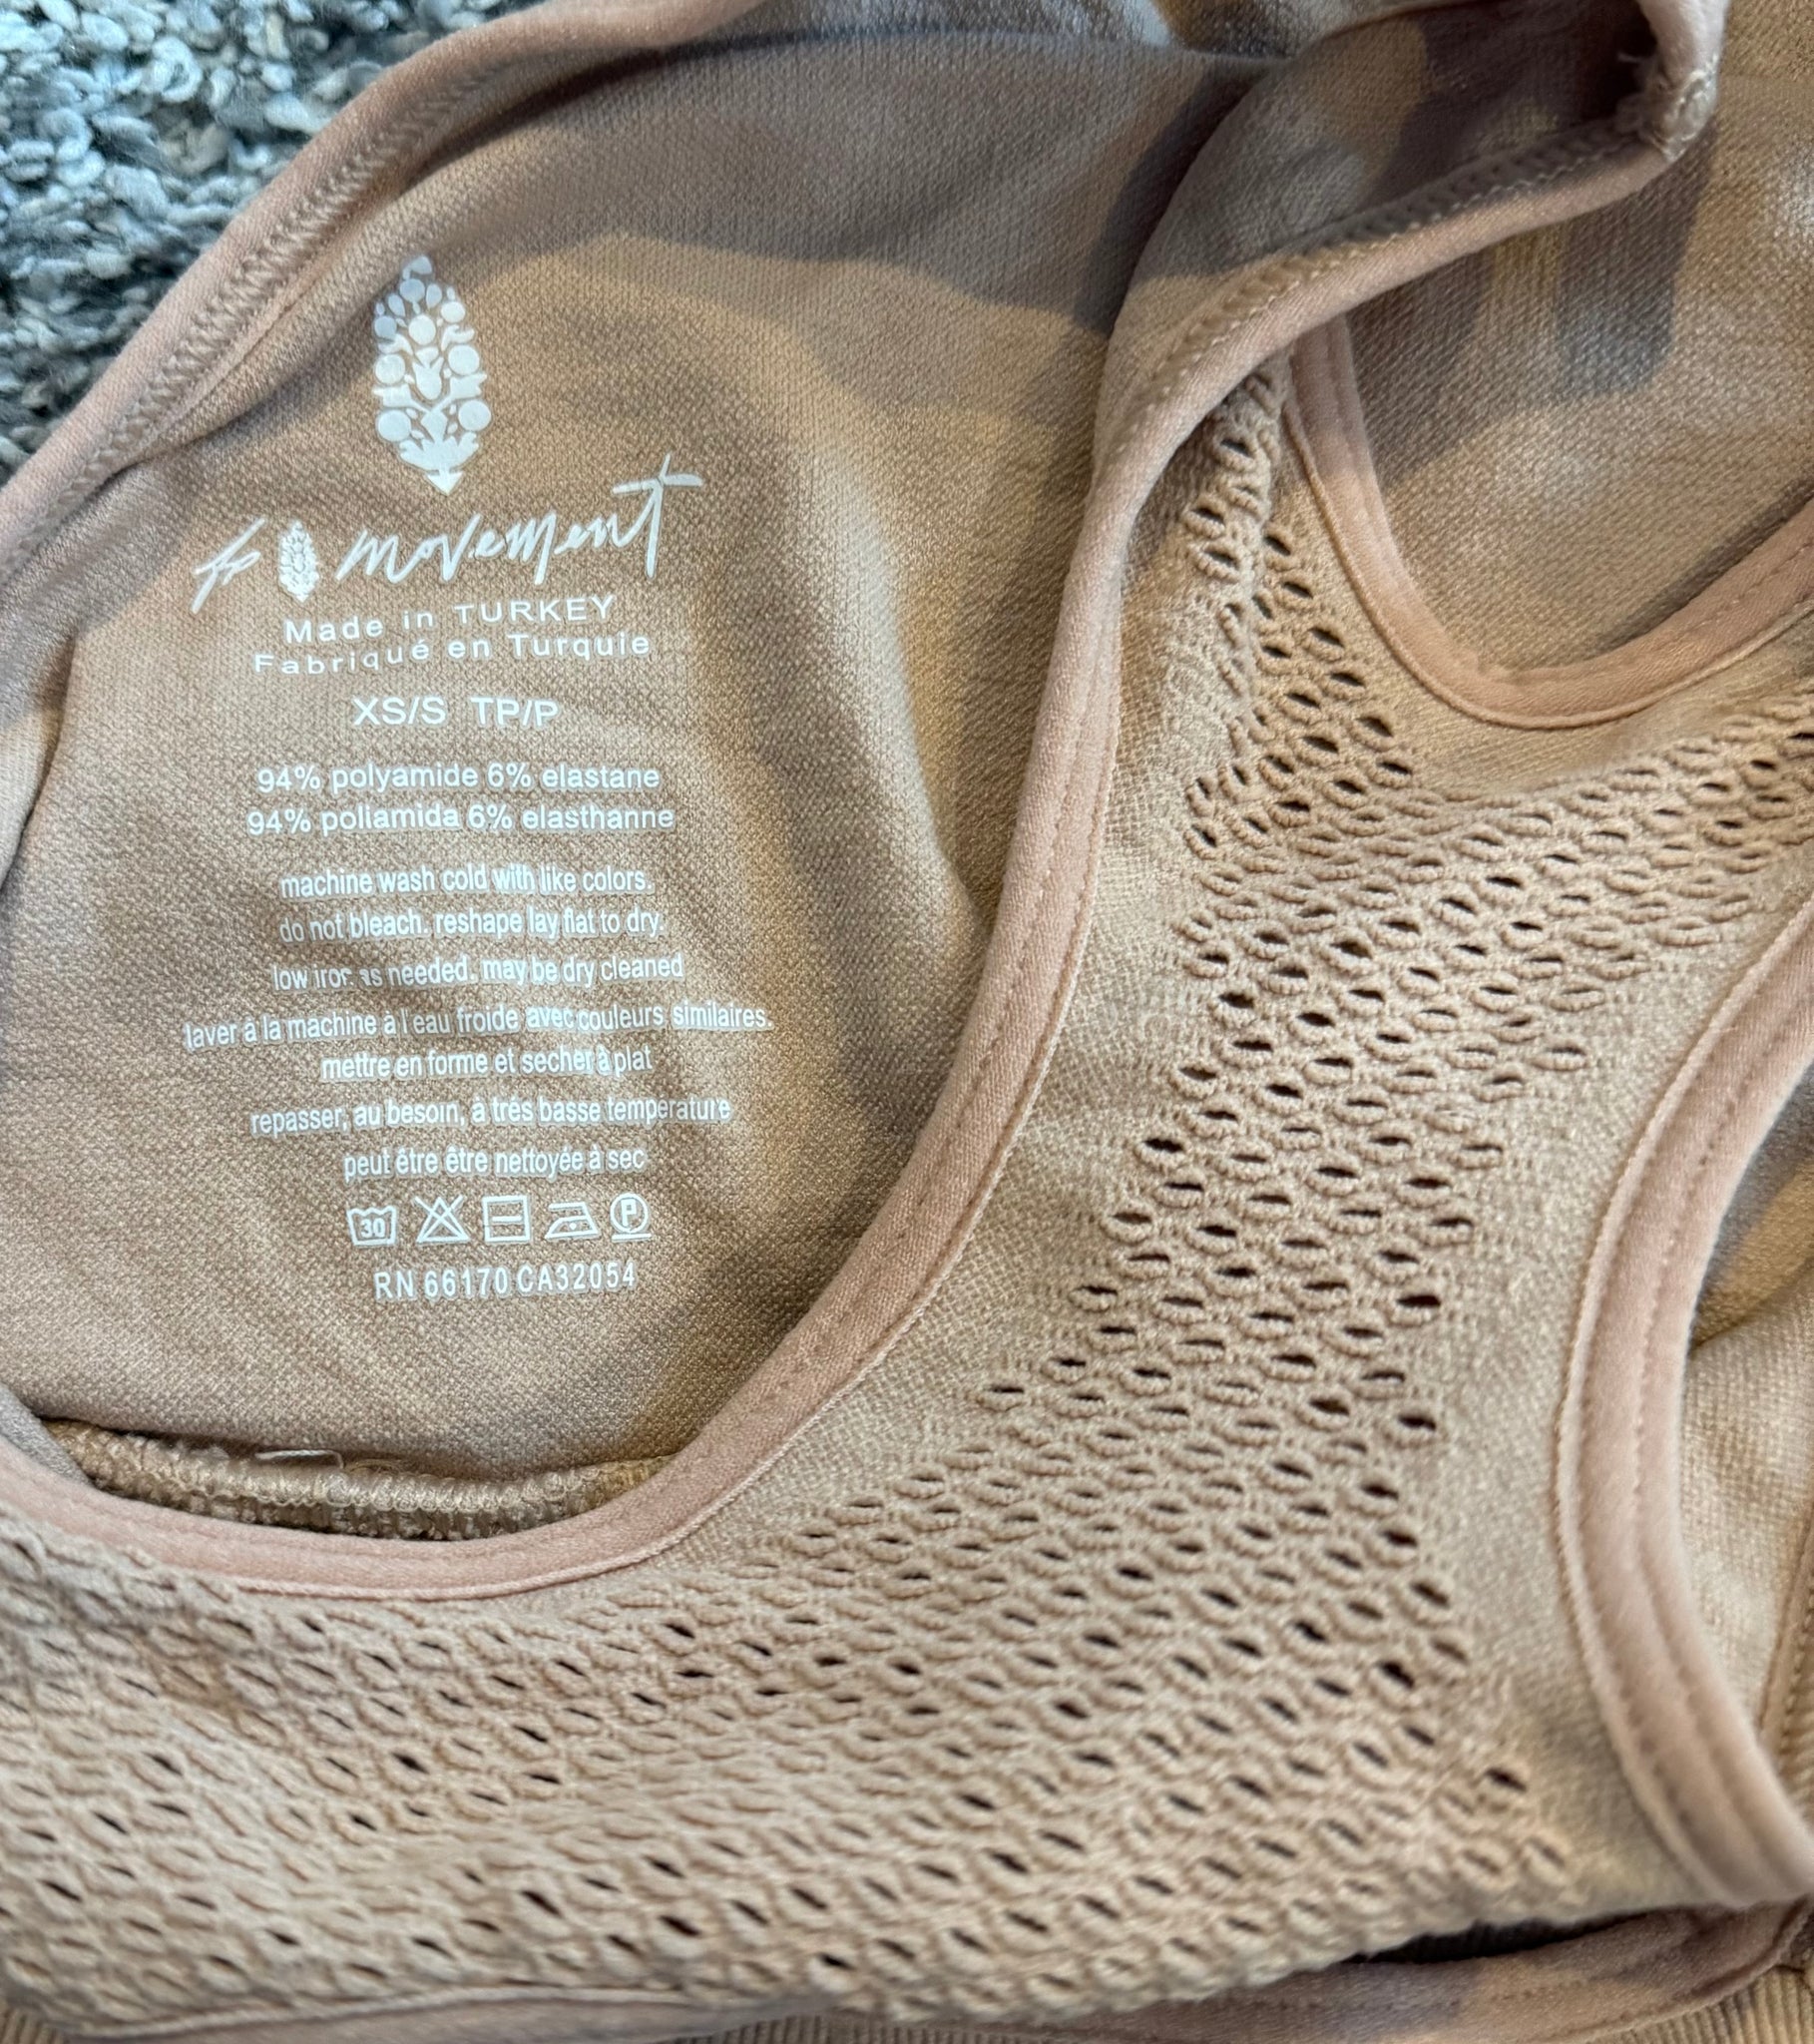 fp movement
Made in TURKEY
Fabriqué en Turquie
XS/S TP/P
94% polyamide 6% elastane
94% poliamida 6% elasthanne
machine wash cold with like colors.
do not bleach. reshape lay flat to dry.
low iron as needed. may be dry cleaned
laver à la machine à l'eau froide avec couleurs similaires.
mettre en forme et secher à plat
repasser, au besoin, à très basse temperature
peut être être nettoyée à sec
30 P
RN 66170 CA32054